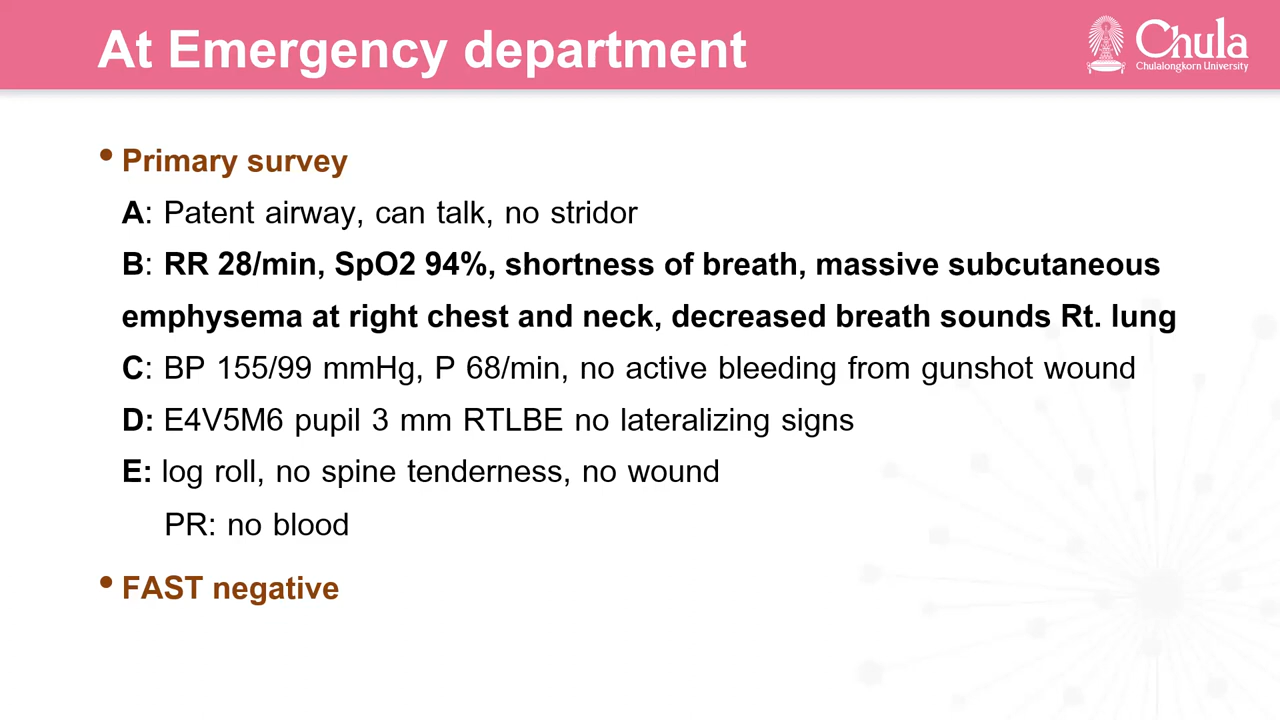 At Emergency department
Chula
Chulalongkorn University
• Primary survey
A: Patent airway, can talk, no stridor
B: RR 28/min, SpO2 94%, shortness of breath, massive subcutaneous
emphysema at right chest and neck, decreased breath sounds Rt. lung
C: BP 155/99 mmHg, P 68/min, no active bleeding from gunshot wound
D: E4V5M6 pupil 3 mm RTLBE no lateralizing signs
E: log roll, no spine tenderness, no wound
PR: no blood
• FAST negative